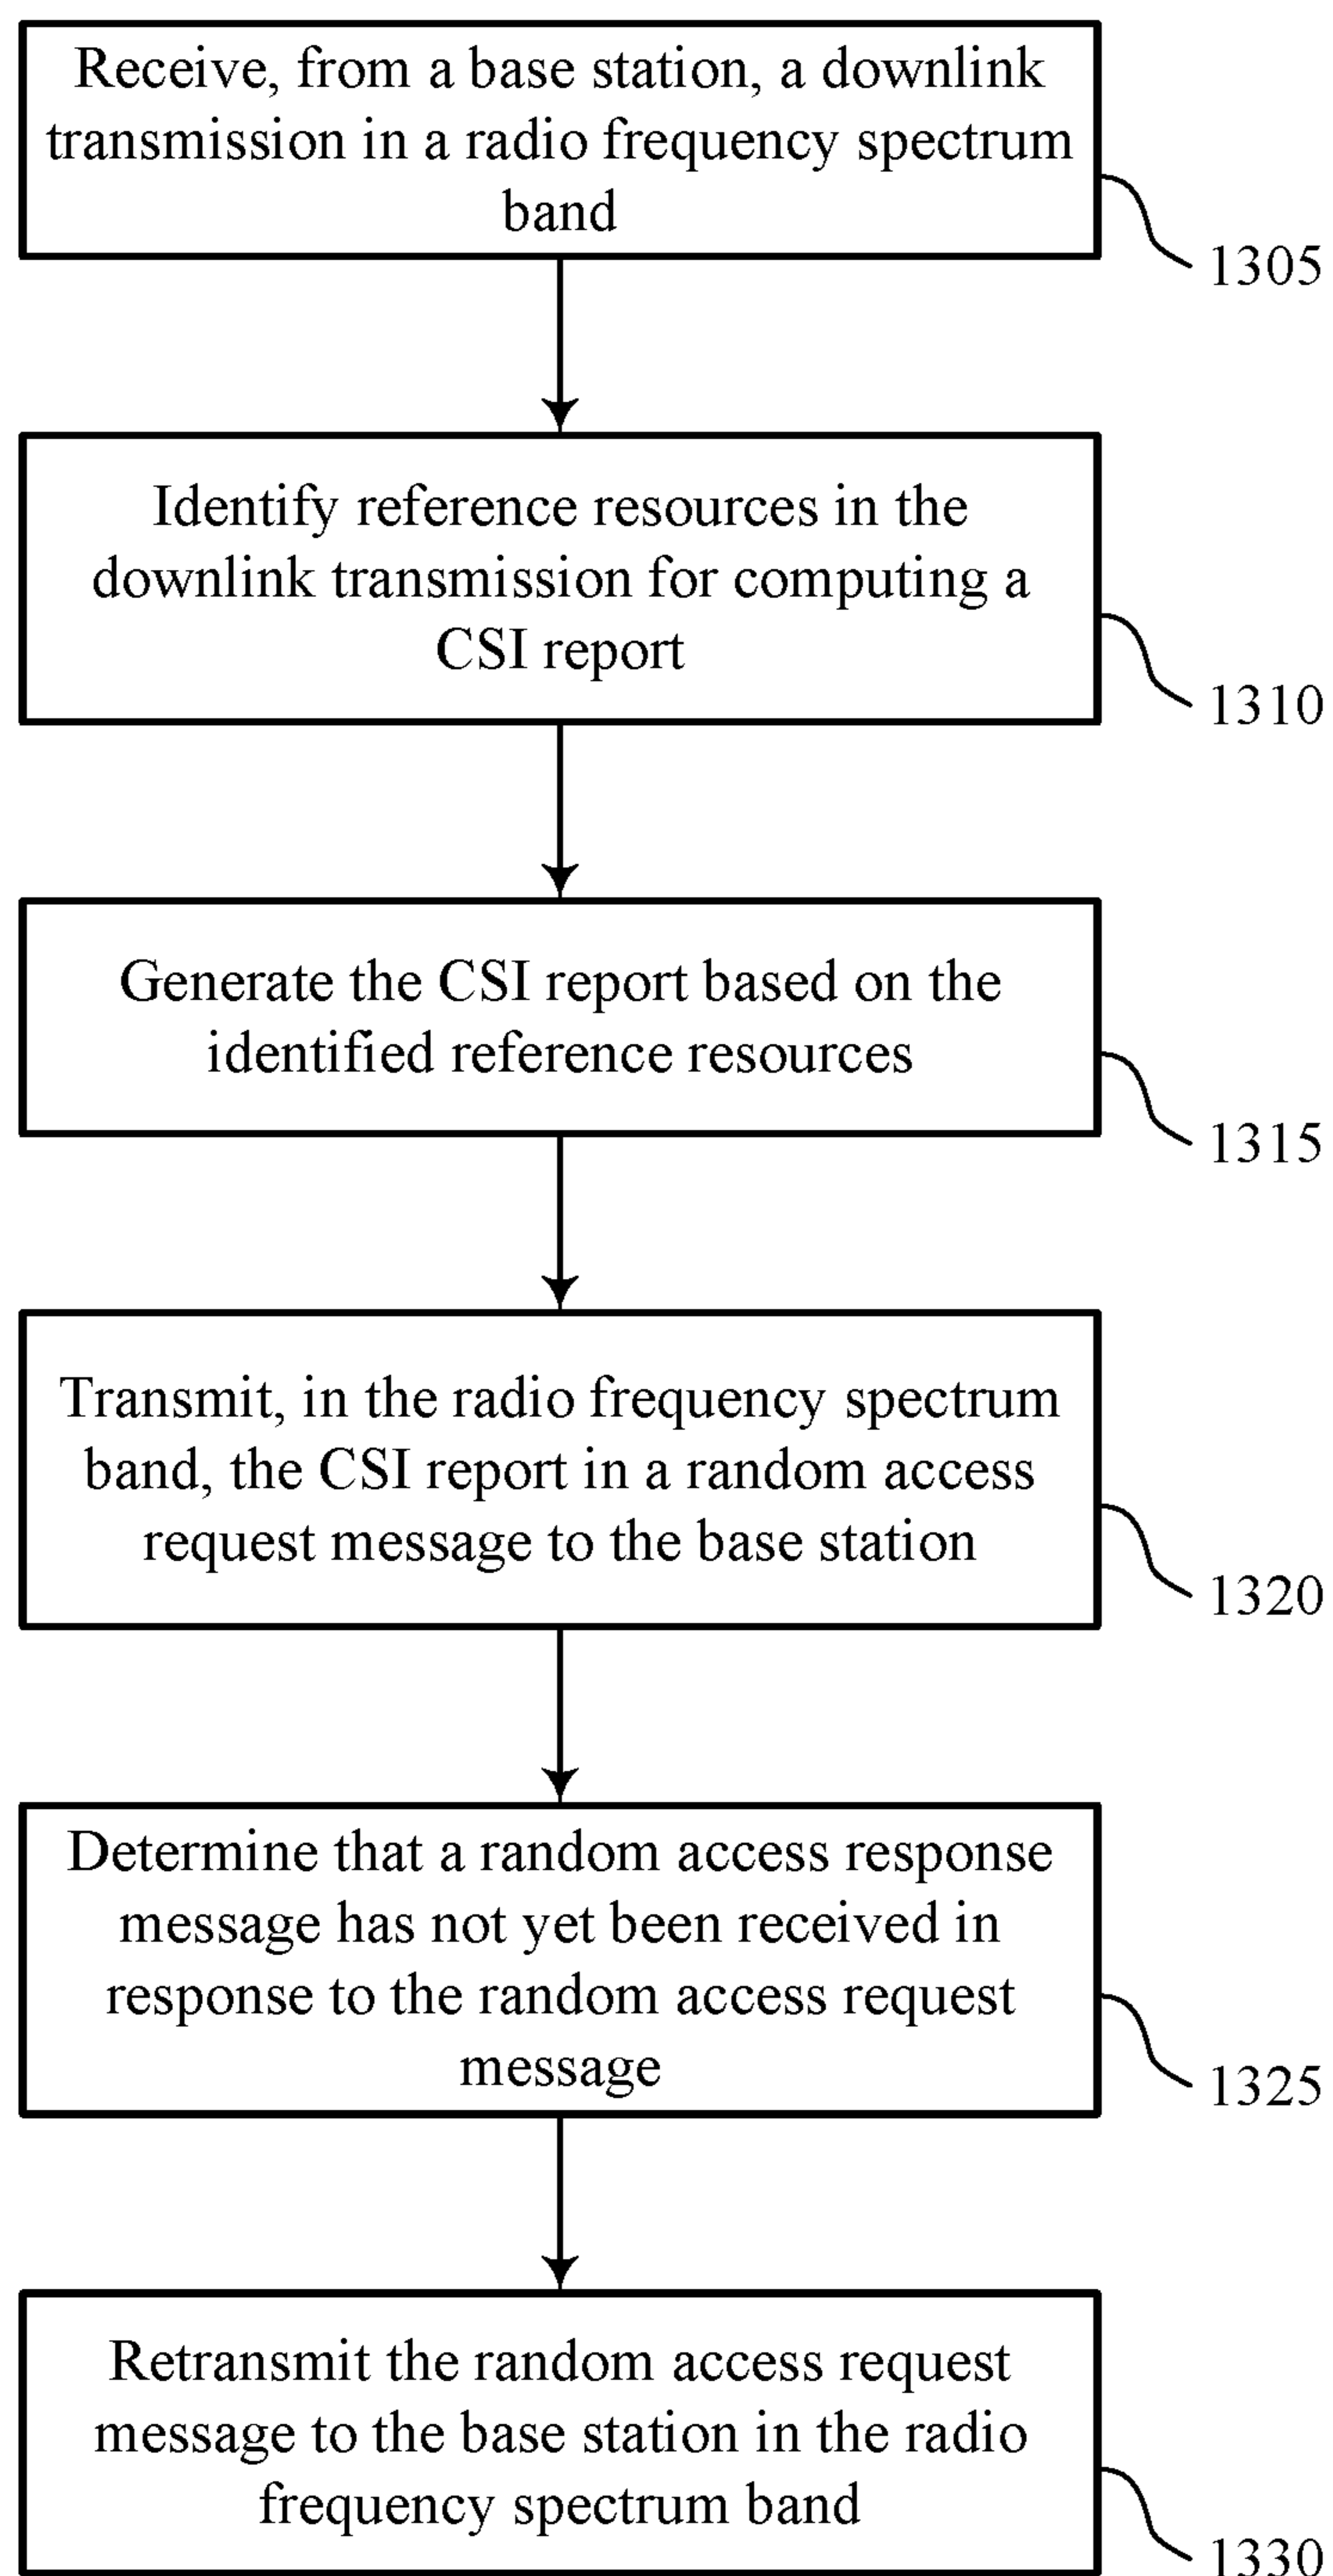 Receive, from a base station, a downlink
transmission in a radio frequency spectrum
band
1305
Identify reference resources in the
downlink transmission for computing a
CSI report
1310
Generate the CSI report based on the
identified reference resources
1315
Transmit, in the radio frequency spectrum
band, the CSI report in a random access
request message to the base station
1320
Determine that a random access response
message has not yet been received in
response to the random access request
message
1325
Retransmit the random access request
message to the base station in the radio
frequency spectrum band
1330